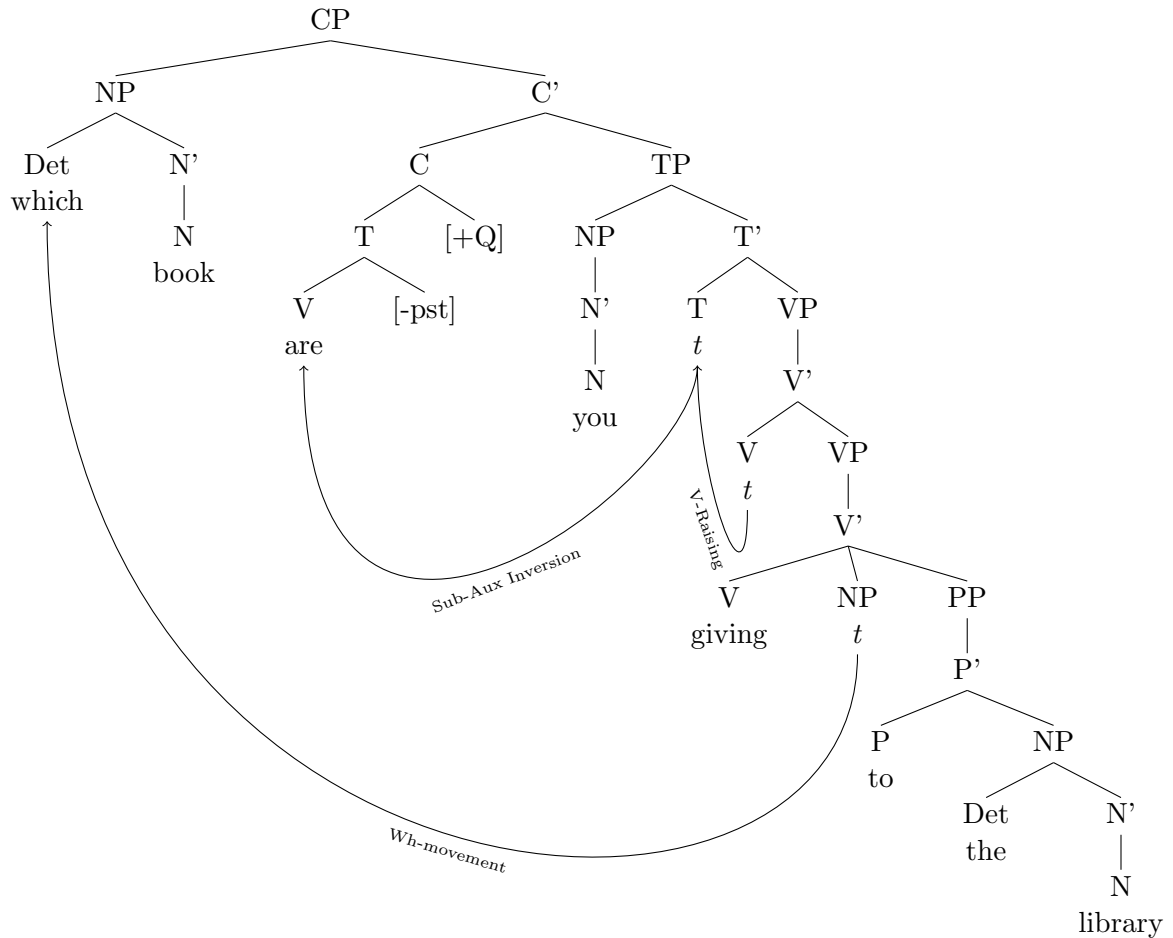 CP
NP C'
Det N' C TP
which
N T [+Q] NP T'
book
V [-pst] N' T VP
are t
N V'
you
V VP
t
V'
V-Raising
Sub-Aux Inversion
V NP PP
giving t
P'
P NP
to
Det N'
the
Wh-movement
N
library